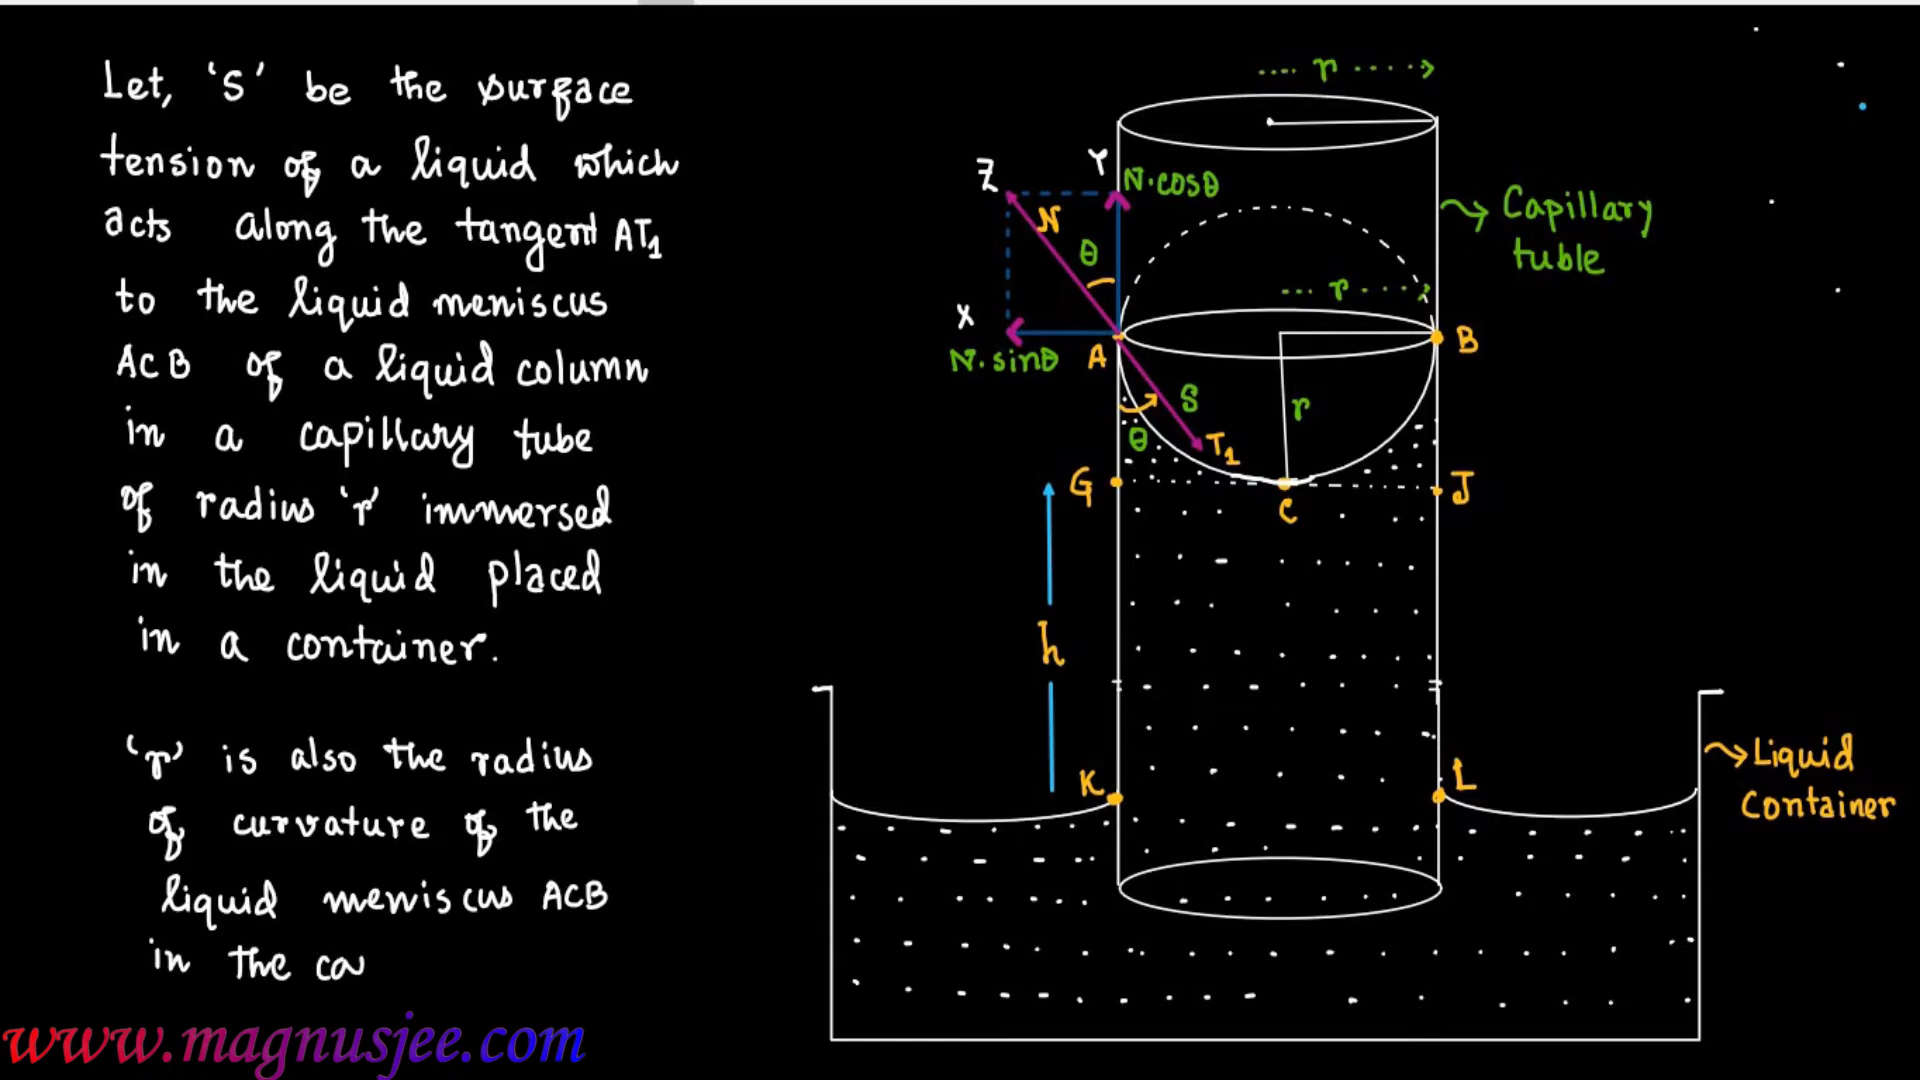 Let, 'S' be the surface
tension of a liquid which
acts along the tangent AT1
to the liquid meniscus
ACB of a liquid column
in a capillary tube
of radius 'r' immersed
in the liquid placed
in a container.
'r' is also the radius
of curvature of the
liquid meniscus ACB
in the ca
www.magnusjee.com
r
Z
Y
N.cosθ
N
θ
Capillary
tuble
r
X
A
B
N.sinθ
S
r
θ
T1
G
C
J
h
K
L
Liquid
Container